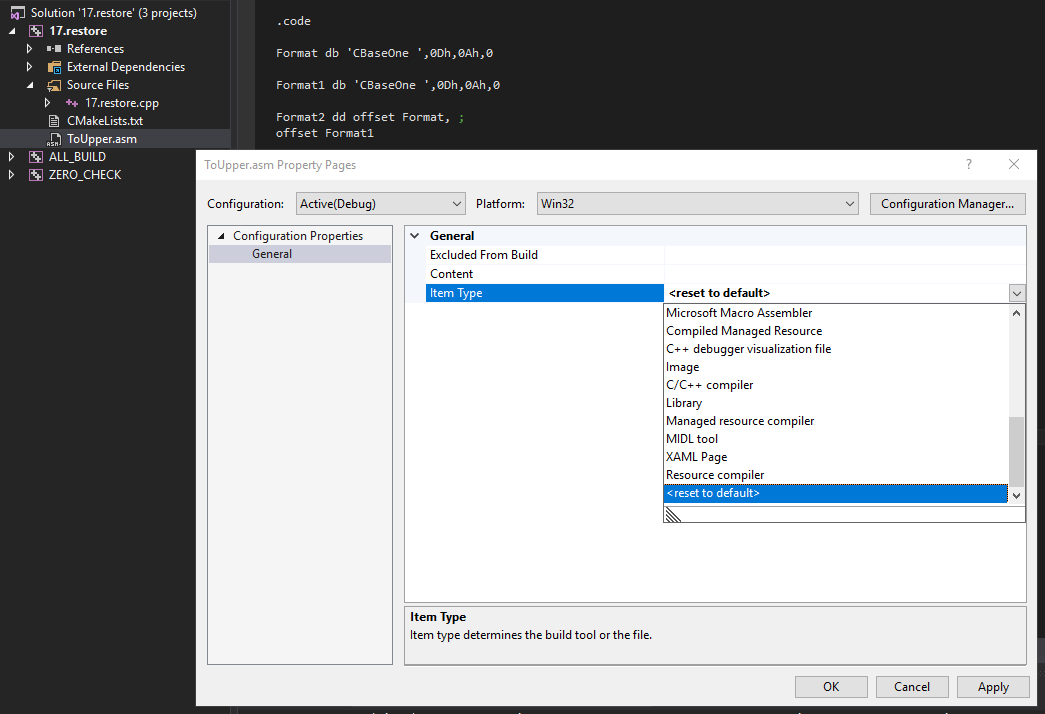 Solution '17.restore' (3 projects)
17.restore
References
External Dependencies
Source Files
17.restore.cpp
CMakeLists.txt
ToUpper.asm
ALL_BUILD
ZERO_CHECK
.code
Format db 'CBaseOne ',0Dh,0Ah,0
Format1 db 'CBaseOne ',0Dh,0Ah,0
Format2 dd offset Format, ;
offset Format1
ToUpper.asm Property Pages
Configuration: Active(Debug) Platform: Win32 Configuration Manager...
Configuration Properties
General
General
Excluded From Build
Content
Item Type <reset to default>
Microsoft Macro Assembler
Compiled Managed Resource
C++ debugger visualization file
Image
C/C++ compiler
Library
Managed resource compiler
MIDL tool
XAML Page
Resource compiler
<reset to default>
Item Type
Item type determines the build tool or the file.
OK Cancel Apply